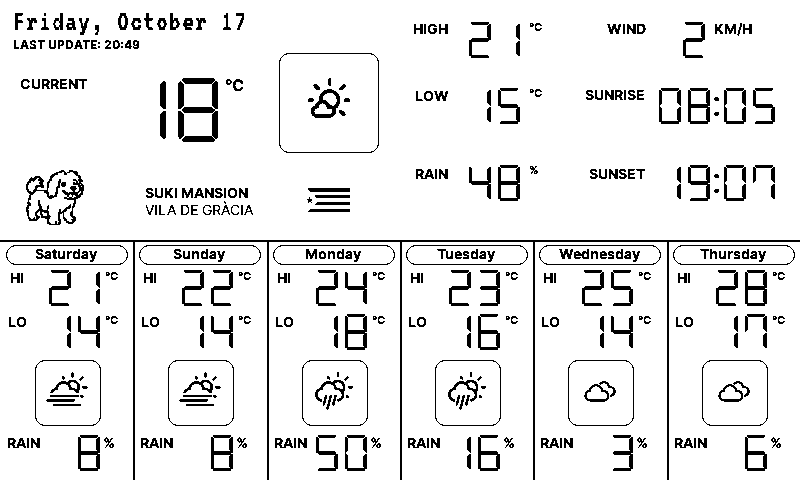 Friday, October 17
LAST UPDATE: 20:49
CURRENT 18 °C
HIGH 21 °C
LOW 15 °C
RAIN 48 %
WIND 2 KM/H
SUNRISE 08:05
SUNSET 19:07
SUKI MANSION
VILA DE GRÀCIA
Saturday
HI 21 °C
LO 14 °C
RAIN 8 %
Sunday
HI 22 °C
LO 14 °C
RAIN 8 %
Monday
HI 24 °C
LO 18 °C
RAIN 50 %
Tuesday
HI 23 °C
LO 16 °C
RAIN 16 %
Wednesday
HI 25 °C
LO 14 °C
RAIN 3 %
Thursday
HI 28 °C
LO 17 °C
RAIN 6 %